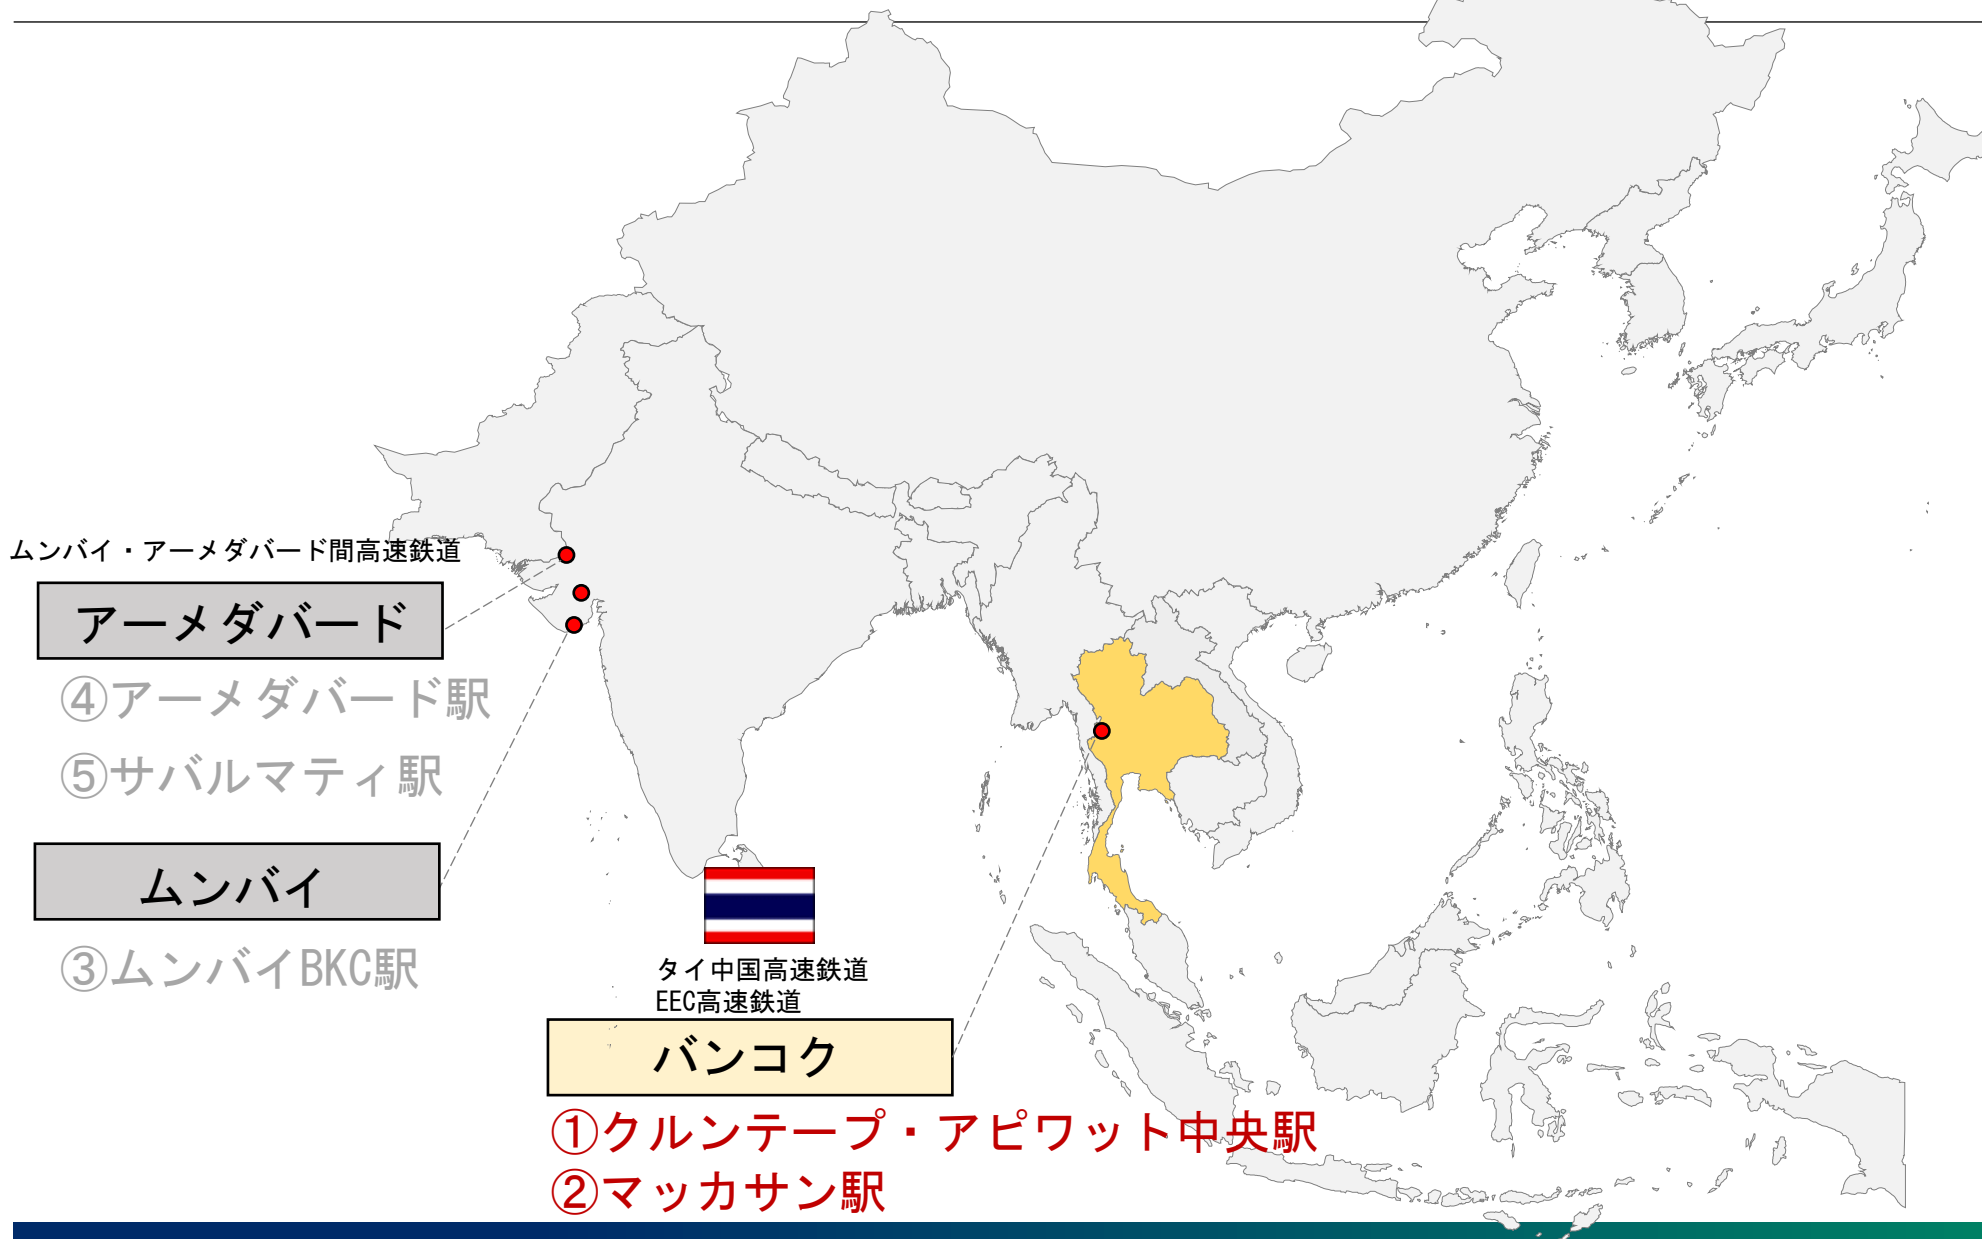 ムンバイ・アーメダバード間高速鉄道
アーメダバード
④アーメダバード駅
⑤サバルマティ駅
ムンバイ
③ムンバイBKC駅
タイ中国高速鉄道
EEC高速鉄道
バンコク
①クルンテープ・アピワット中央駅
②マッカサン駅